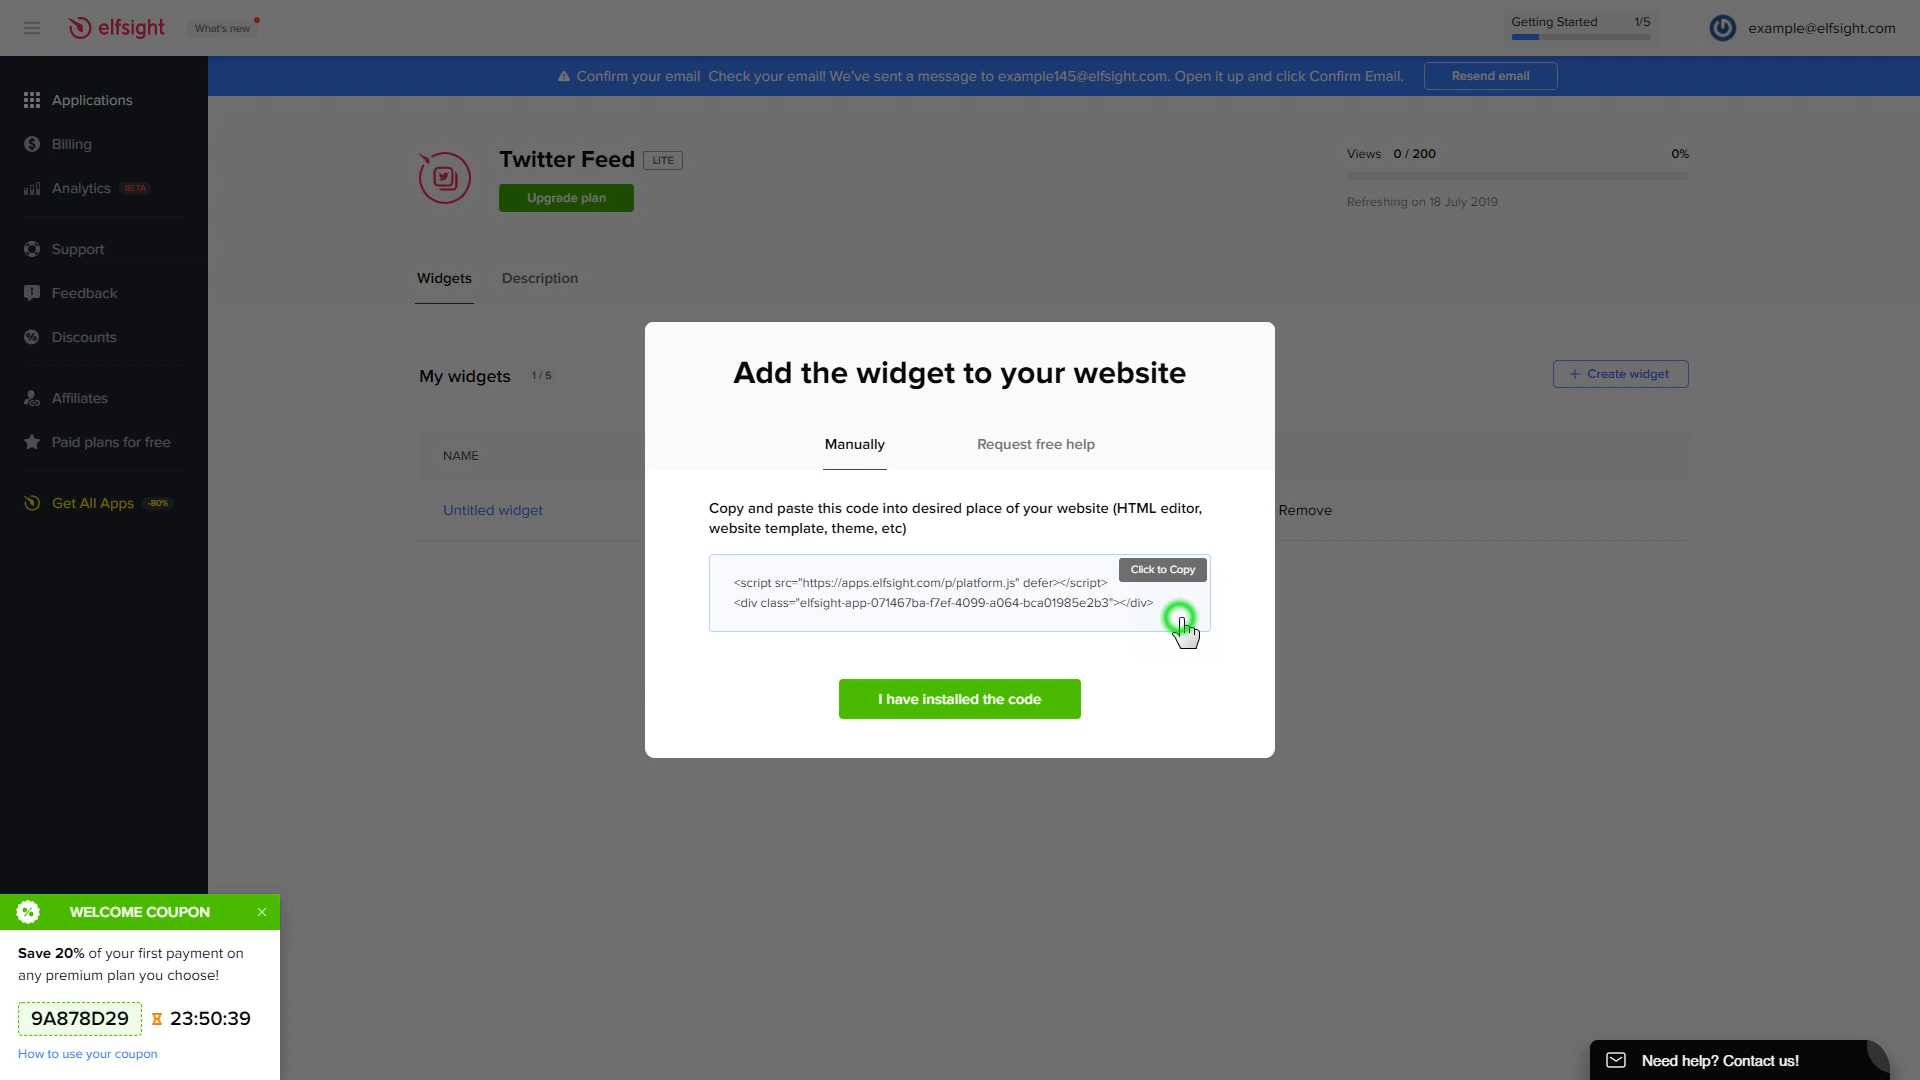 elfsight
What's new
Getting Started 1/5
example@elfsight.com
Confirm your email Check your email! We've sent a message to example145@elfsight.com. Open it up and click Confirm Email.
Resend email
Applications
Billing
Analytics BETA
Support
Feedback
Discounts
Affiliates
Paid plans for free
Get All Apps -80%
Twitter Feed LITE
Upgrade plan
Views 0 / 200 0%
Refreshing on 18 July 2019
Widgets Description
My widgets 1 / 5
+ Create widget
NAME
Untitled widget
Remove
Add the widget to your website
Manually Request free help
Copy and paste this code into desired place of your website (HTML editor,
website template, theme, etc)
Click to Copy
<script src="https://apps.elfsight.com/p/platform.js" defer></script>
<div class="elfsight-app-071467ba-f7ef-4099-a064-bca01985e2b3"></div>
I have installed the code
WELCOME COUPON
Save 20% of your first payment on
any premium plan you choose!
9A878D29 23:50:39
How to use your coupon
Need help? Contact us!